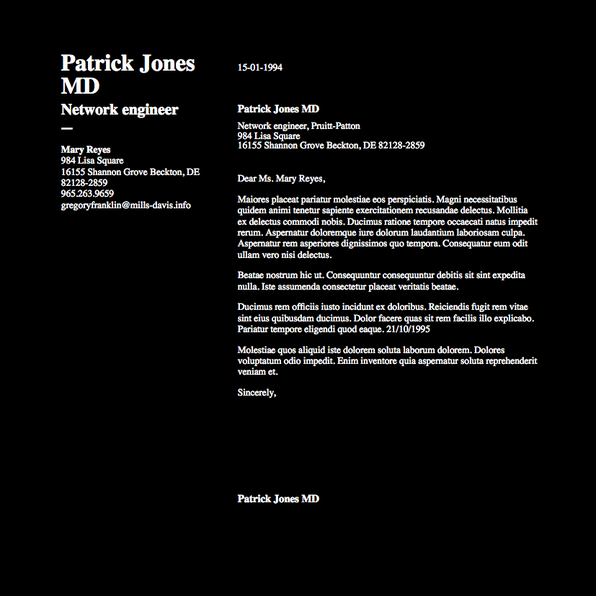 Patrick Jones
MD
Network engineer
—
Mary Reyes
984 Lisa Square
16155 Shannon Grove Beckton, DE
82128-2859
965.263.9659
gregoryfranklin@mills-davis.info
15-01-1994
Patrick Jones MD
Network engineer, Pruitt-Patton
984 Lisa Square
16155 Shannon Grove Beckton, DE 82128-2859
Dear Ms. Mary Reyes,
Maiores placeat pariatur molestiae eos perspiciatis. Magni necessitatibus
quidem animi tenetur sapiente exercitationem recusandae delectus. Mollitia
ex delectus commodi nobis. Ducimus ratione tempore occaecati natus impedit
rerum. Aspernatur doloremque iure dolorum laudantium laboriosam culpa.
Aspernatur rem asperiores dignissimos quo tempora. Consequatur eum odit
ullam vero nisi delectus.
Beatae nostrum hic ut. Consequuntur consequuntur debitis sit sint expedita
nulla. Iste assumenda consectetur placeat veritatis beatae.
Ducimus rem officiis iusto incidunt ex doloribus. Reiciendis fugit rem vitae
sint eius quibusdam ducimus. Dolor facere quas sit rem facilis illo explicabo.
Pariatur tempore eligendi quod eaque. 21/10/1995
Molestiae quos aliquid iste dolorem soluta laborum dolorem. Dolores
voluptatum odio impedit. Enim inventore quia aspernatur soluta reprehenderit
veniam et.
Sincerely,
Patrick Jones MD